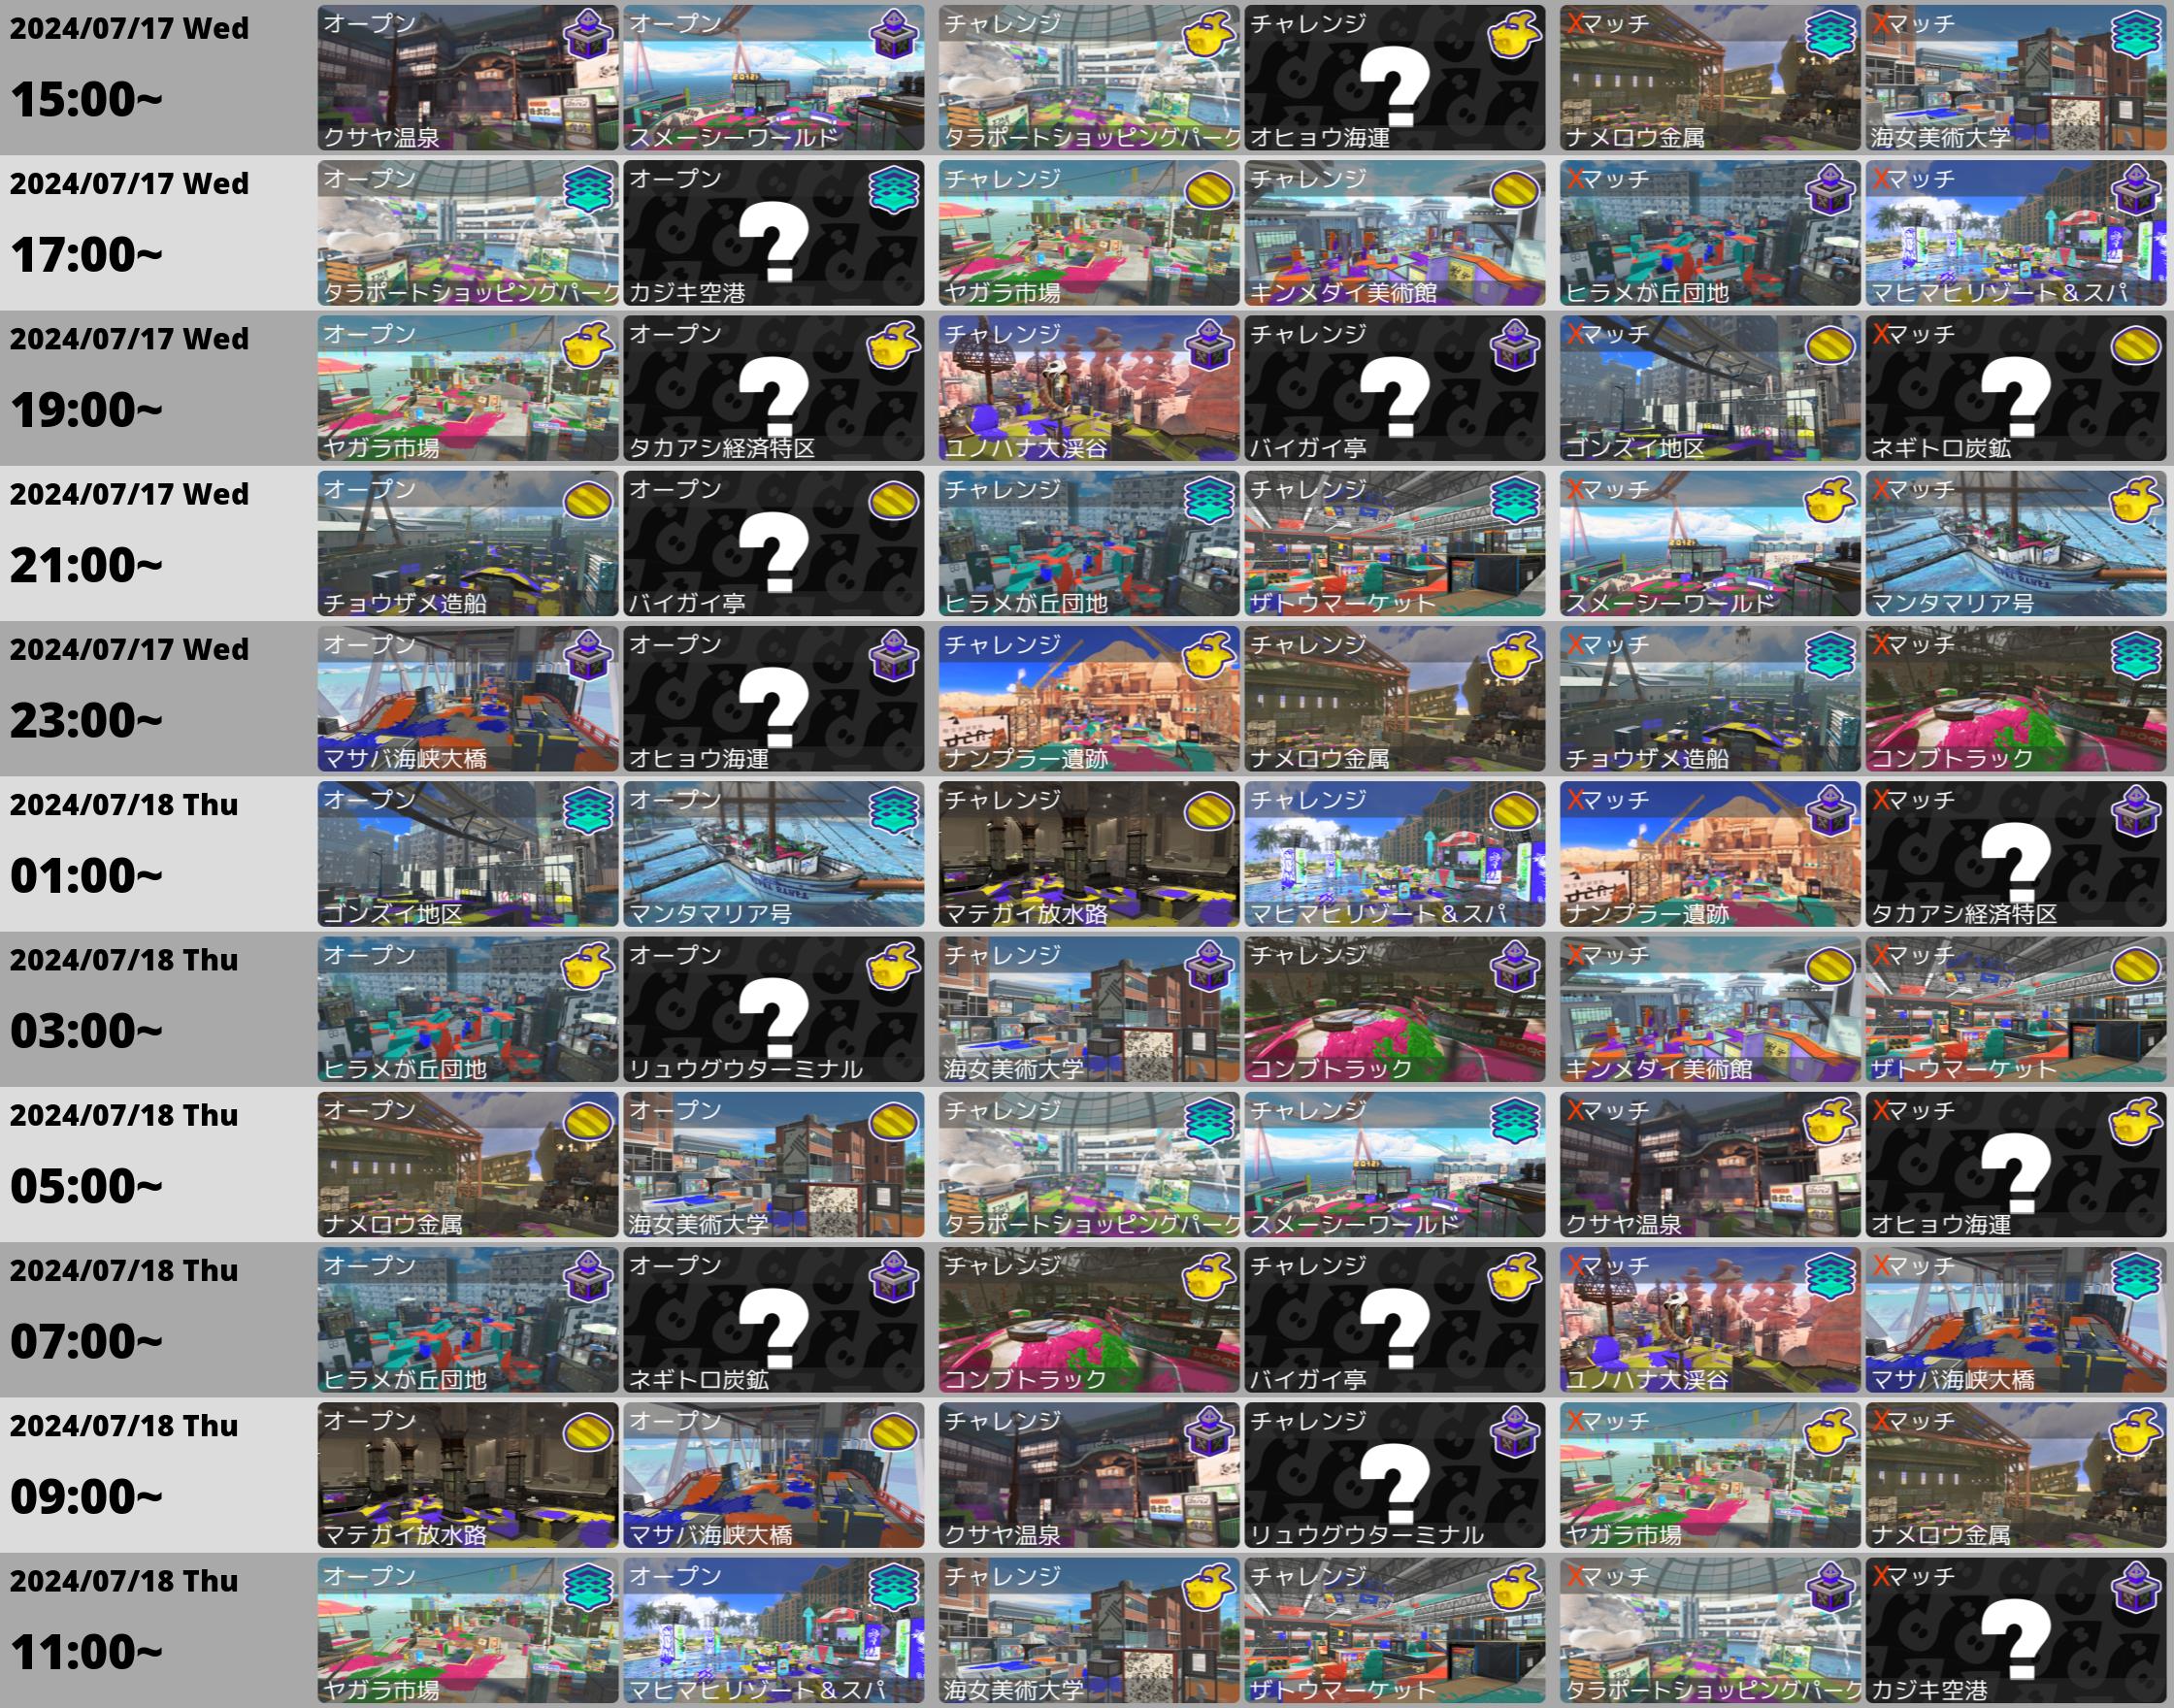 2024/07/17 Wed
15:00~
オープン
クサヤ温泉
オープン
スメーシーワールド
チャレンジ
タラポートショッピングパーク
チャレンジ
?
オヒョウ海運
Xマッチ
ナメロウ金属
Xマッチ
海女美術大学
2024/07/17 Wed
17:00~
オープン
タラポートショッピングパーク
オープン
?
カジキ空港
チャレンジ
ヤガラ市場
チャレンジ
キンメダイ美術館
Xマッチ
ヒラメが丘団地
Xマッチ
マヒマヒリゾート&スパ
2024/07/17 Wed
19:00~
オープン
ヤガラ市場
オープン
?
タカアシ経済特区
チャレンジ
ユノハナ大渓谷
チャレンジ
?
バイガイ亭
Xマッチ
ゴンズイ地区
Xマッチ
?
ネギトロ炭鉱
2024/07/17 Wed
21:00~
オープン
チョウザメ造船
オープン
?
バイガイ亭
チャレンジ
ヒラメが丘団地
チャレンジ
ザトウマーケット
Xマッチ
スメーシーワールド
Xマッチ
マンタマリア号
2024/07/17 Wed
23:00~
オープン
マサバ海峡大橋
オープン
?
オヒョウ海運
チャレンジ
ナンプラー遺跡
チャレンジ
ナメロウ金属
Xマッチ
チョウザメ造船
Xマッチ
コンブトラック
2024/07/18 Thu
01:00~
オープン
ゴンズイ地区
オープン
マンタマリア号
チャレンジ
マテガイ放水路
チャレンジ
マヒマヒリゾート&スパ
Xマッチ
ナンプラー遺跡
Xマッチ
?
タカアシ経済特区
2024/07/18 Thu
03:00~
オープン
ヒラメが丘団地
オープン
?
リュウグウターミナル
チャレンジ
海女美術大学
チャレンジ
コンブトラック
Xマッチ
キンメダイ美術館
Xマッチ
ザトウマーケット
2024/07/18 Thu
05:00~
オープン
ナメロウ金属
オープン
海女美術大学
チャレンジ
タラポートショッピングパーク
チャレンジ
スメーシーワールド
Xマッチ
クサヤ温泉
Xマッチ
?
オヒョウ海運
2024/07/18 Thu
07:00~
オープン
ヒラメが丘団地
オープン
?
ネギトロ炭鉱
チャレンジ
コンブトラック
チャレンジ
?
バイガイ亭
Xマッチ
ユノハナ大渓谷
Xマッチ
マサバ海峡大橋
2024/07/18 Thu
09:00~
オープン
マテガイ放水路
オープン
マサバ海峡大橋
チャレンジ
クサヤ温泉
チャレンジ
?
リュウグウターミナル
Xマッチ
ヤガラ市場
Xマッチ
ナメロウ金属
2024/07/18 Thu
11:00~
オープン
ヤガラ市場
オープン
マヒマヒリゾート&スパ
チャレンジ
海女美術大学
チャレンジ
ザトウマーケット
Xマッチ
タラポートショッピングパーク
Xマッチ
?
カジキ空港